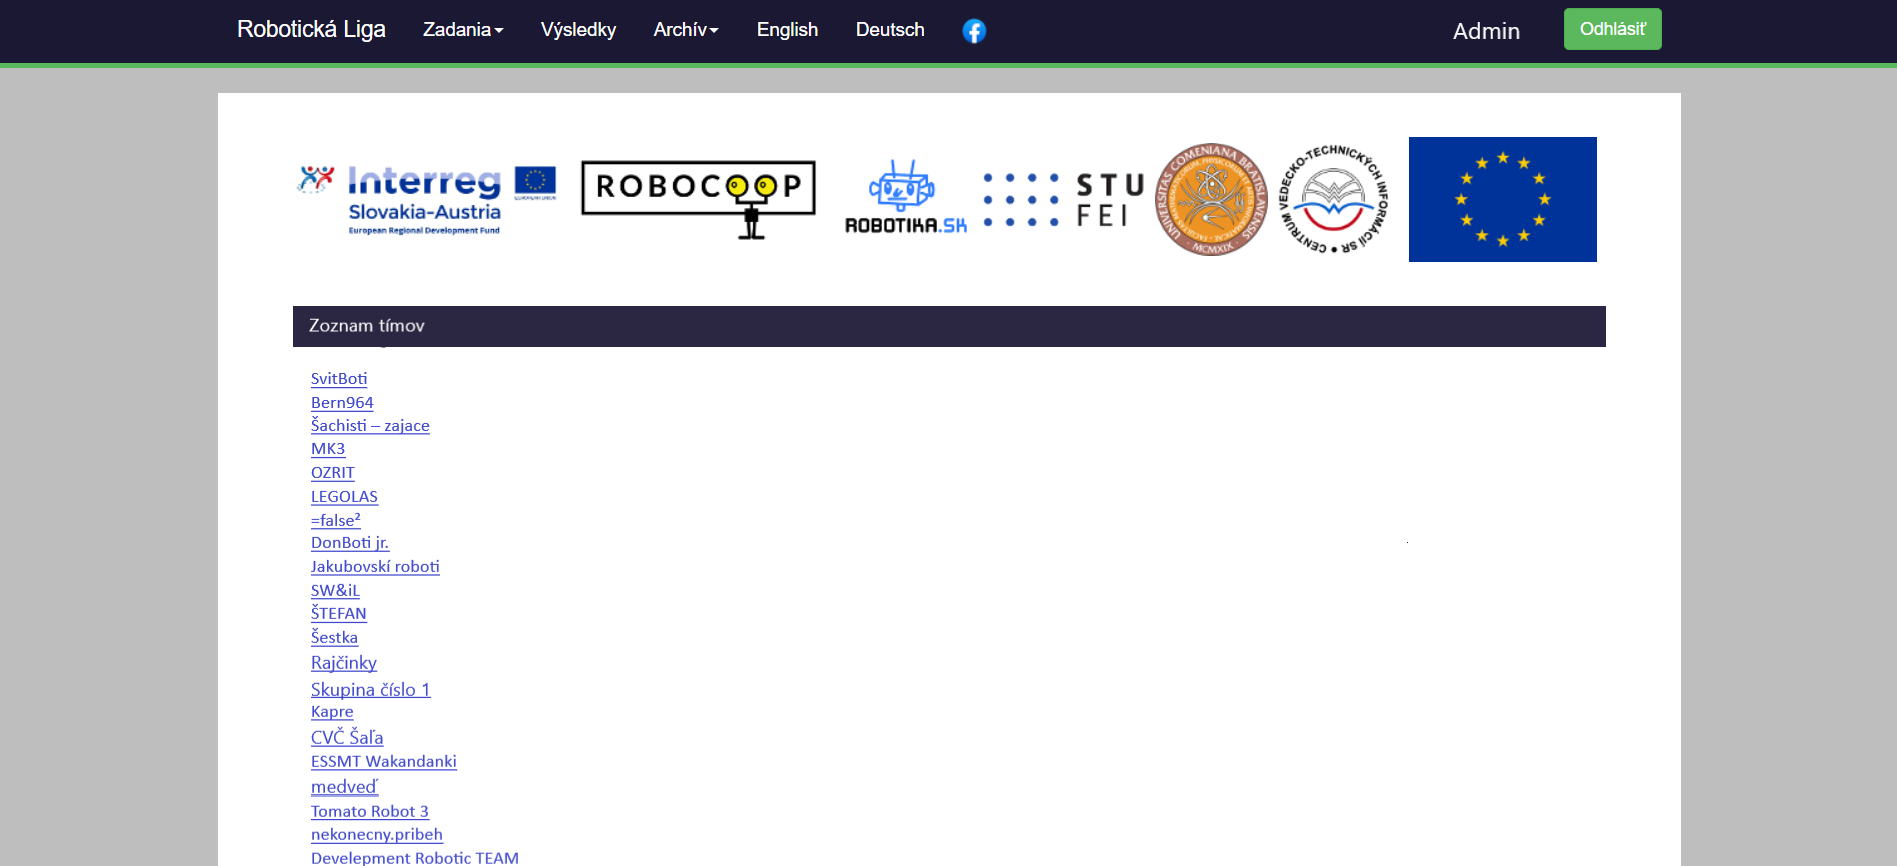 Robotická Liga Zadania Výsledky Archív English Deutsch Admin Odhlásiť
Interreg
EUROPEAN UNION
Slovakia-Austria
European Regional Development Fund
ROBOCOOP
ROBOTIKA.SK
STU
FEI
UNIVERSITAS COMENIANA BRATISLAVENSIS
MCMXIX
CENTRUM VEDECKO-TECHNICKÝCH INFORMÁCIÍ SR
Zoznam tímov
SvitBoti
Bern964
Šachisti – zajace
MK3
OZRIT
LEGOLAS
=false²
DonBoti jr.
Jakubovskí roboti
SW&iL
ŠTEFAN
Šestka
Rajčinky
Skupina číslo 1
Kapre
CVČ Šaľa
ESSMT Wakandanki
medveď
Tomato Robot 3
nekonecny.pribeh
Develepment Robotic TEAM